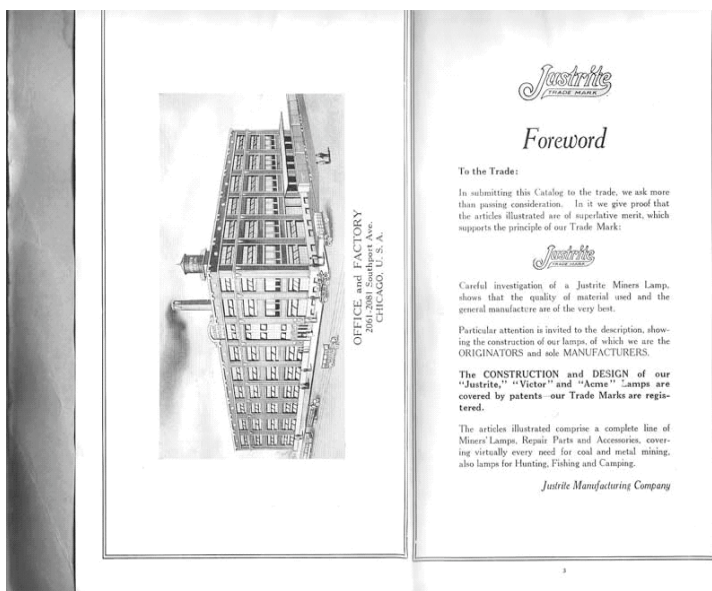 OFFICE and FACTORY
2061-2081 Southport Ave.
CHICAGO, U. S. A.
Justrite
TRADE MARK
Foreword
To the Trade:
In submitting this Catalog to the trade, we ask more
than passing consideration. In it we give proof that
the articles illustrated are of superlative merit, which
supports the principle of our Trade Mark:
Justrite
TRADE MARK
Careful investigation of a Justrite Miners Lamp,
shows that the quality of material used and the
general manufacture are of the very best.
Particular attention is invited to the description, show-
ing the construction of our lamps, of which we are the
ORIGINATORS and sole MANUFACTURERS.
The CONSTRUCTION and DESIGN of our
"Justrite," "Victor" and "Acme" Lamps are
covered by patents—our Trade Marks are regis-
tered.
The articles illustrated comprise a complete line of
Miners' Lamps, Repair Parts and Accessories, cover-
ing virtually every need for coal and metal mining,
also lamps for Hunting, Fishing and Camping.
Justrite Manufacturing Company
3